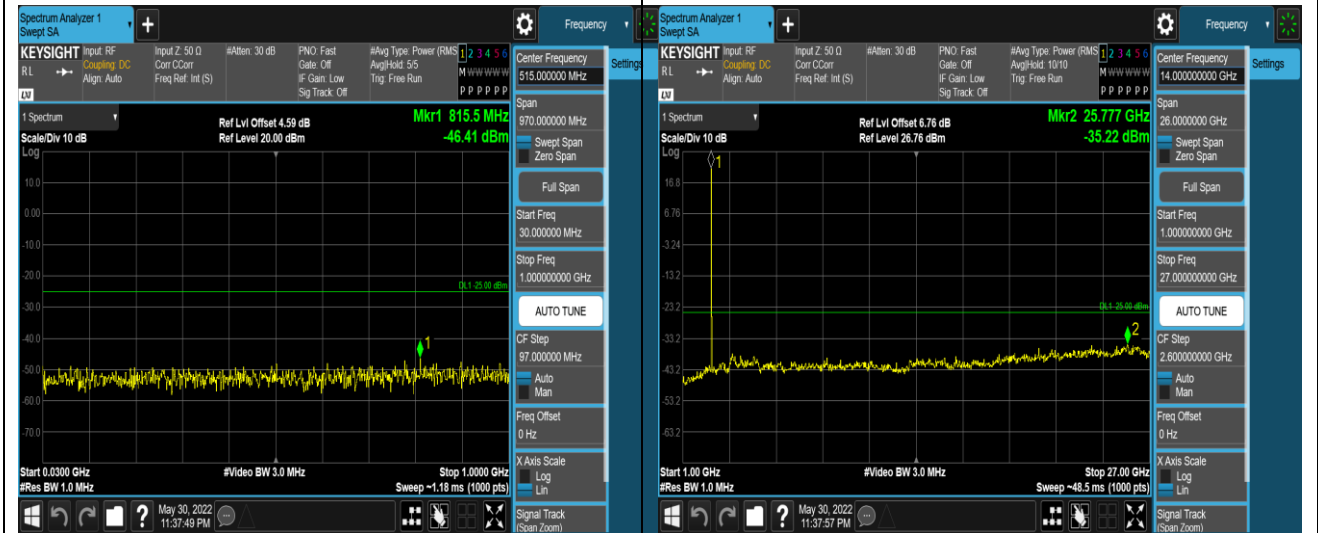 Spectrum Analyzer 1
Swept SA
KEYSIGHT
RL
LXI
Input: RF
Coupling: DC
Align: Auto
Input Z: 50 Ω
Corr CCorr
Freq Ref: Int (S)
#Atten: 30 dB
PNO: Fast
Gate: Off
IF Gain: Low
Sig Track: Off
#Avg Type: Power (RMS
Avg|Hold: 5/5
Trig: Free Run
1 2 3 4 5 6
M W W W W W
P P P P P P
1 Spectrum
Scale/Div 10 dB
Log
Ref Lvl Offset 4.59 dB
Ref Level 20.00 dBm
Mkr1 815.5 MHz
-46.41 dBm
10.0
0.00
-10.0
-20.0
-30.0
-40.0
-50.0
-60.0
-70.0
DL1 -25.00 dBm
1
Start 0.0300 GHz
#Res BW 1.0 MHz
#Video BW 3.0 MHz
Stop 1.0000 GHz
Sweep ~1.18 ms (1000 pts)
?
May 30, 2022
11:37:49 PM
Frequency
Settings
Center Frequency
515.000000 MHz
Span
970.000000 MHz
Swept Span
Zero Span
Full Span
Start Freq
30.000000 MHz
Stop Freq
1.000000000 GHz
AUTO TUNE
CF Step
97.000000 MHz
Auto
Man
Freq Offset
0 Hz
X Axis Scale
Log
Lin
Signal Track
(Span Zoom)
Spectrum Analyzer 1
Swept SA
KEYSIGHT
RL
LXI
Input: RF
Coupling: DC
Align: Auto
Input Z: 50 Ω
Corr CCorr
Freq Ref: Int (S)
#Atten: 30 dB
PNO: Fast
Gate: Off
IF Gain: Low
Sig Track: Off
#Avg Type: Power (RMS
Avg|Hold: 10/10
Trig: Free Run
1 2 3 4 5 6
M W W W W W
P P P P P P
1 Spectrum
Scale/Div 10 dB
Log
Ref Lvl Offset 6.76 dB
Ref Level 26.76 dBm
Mkr2 25.777 GHz
-35.22 dBm
16.8
6.76
-3.24
-13.2
-23.2
-33.2
-43.2
-53.2
-63.2
1
DL1 -25.00 dBm
2
Start 1.00 GHz
#Res BW 1.0 MHz
#Video BW 3.0 MHz
Stop 27.00 GHz
Sweep ~48.5 ms (1000 pts)
?
May 30, 2022
11:37:57 PM
Frequency
Settings
Center Frequency
14.000000000 GHz
Span
26.0000000 GHz
Swept Span
Zero Span
Full Span
Start Freq
1.000000000 GHz
Stop Freq
27.000000000 GHz
AUTO TUNE
CF Step
2.600000000 GHz
Auto
Man
Freq Offset
0 Hz
X Axis Scale
Log
Lin
Signal Track
(Span Zoom)